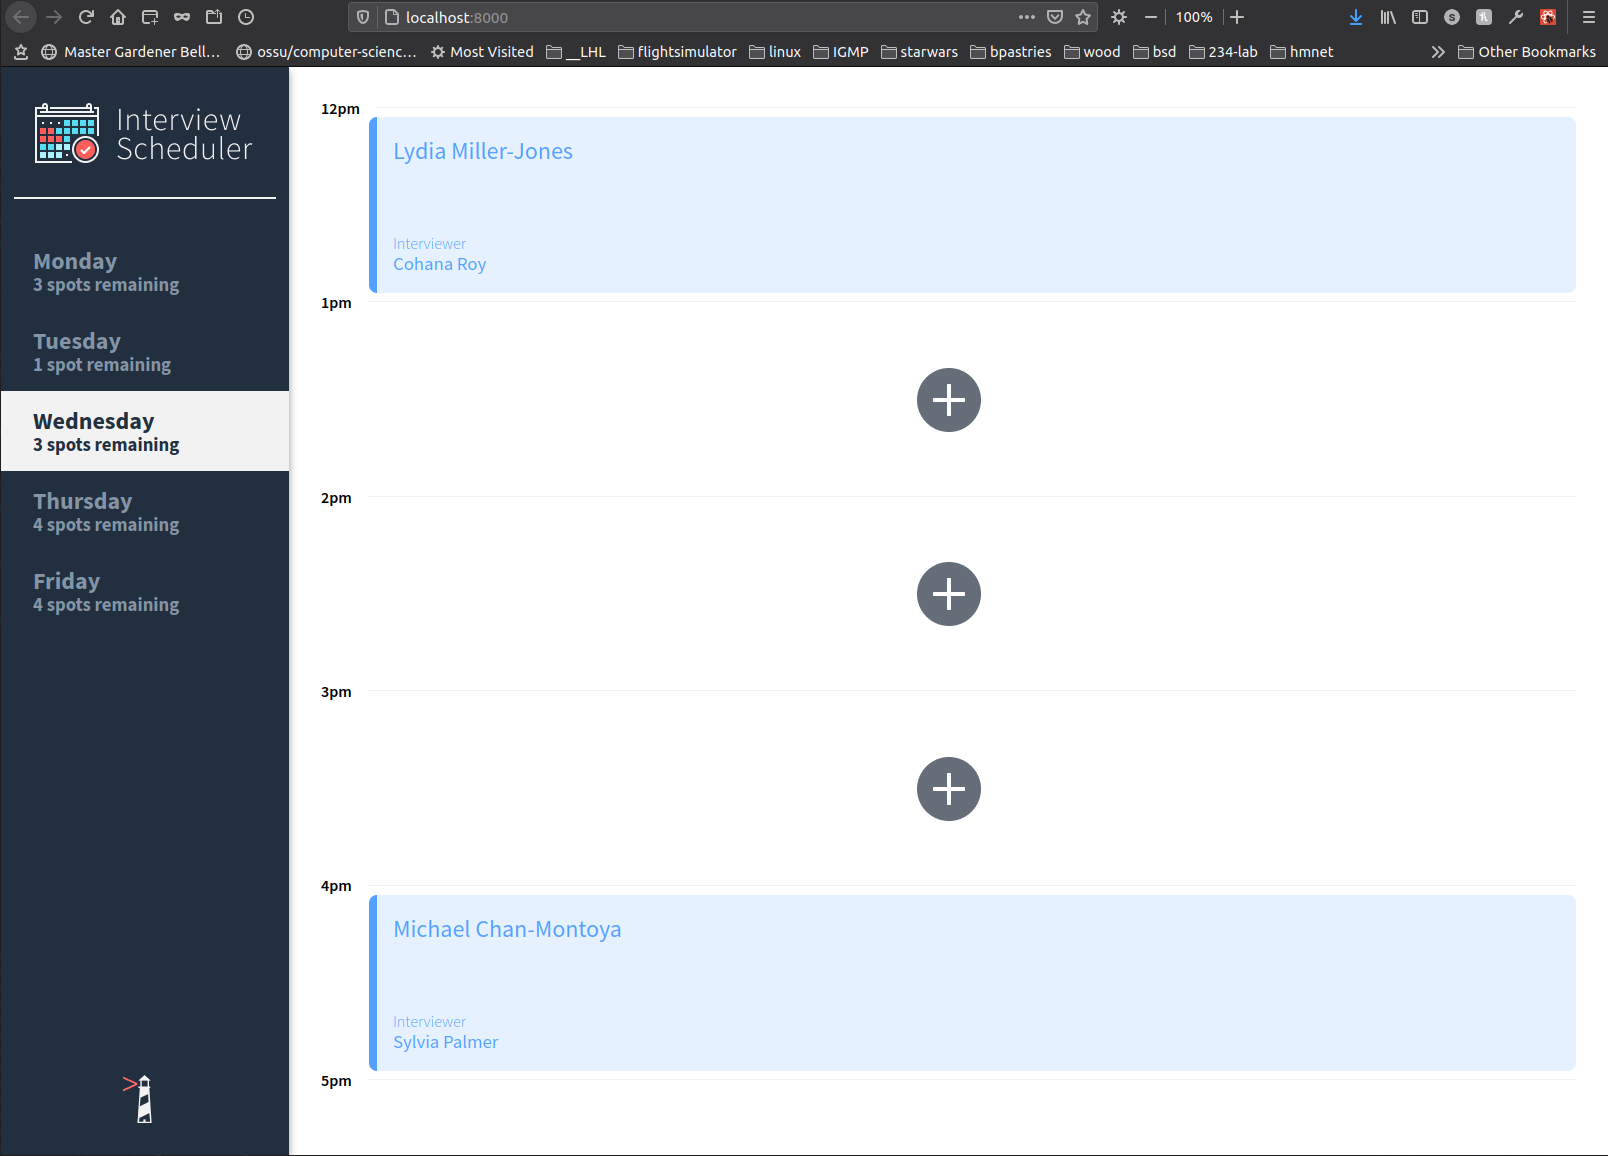 localhost:8000
100%
Master Gardener Bell...
ossu/computer-scienc...
Most Visited
__LHL
flightsimulator
linux
IGMP
starwars
bpastries
wood
bsd
234-lab
hmnet
Other Bookmarks
Interview
Scheduler
Monday
3 spots remaining
Tuesday
1 spot remaining
Wednesday
3 spots remaining
Thursday
4 spots remaining
Friday
4 spots remaining
12pm
Lydia Miller-Jones
Interviewer
Cohana Roy
1pm
2pm
3pm
4pm
Michael Chan-Montoya
Interviewer
Sylvia Palmer
5pm